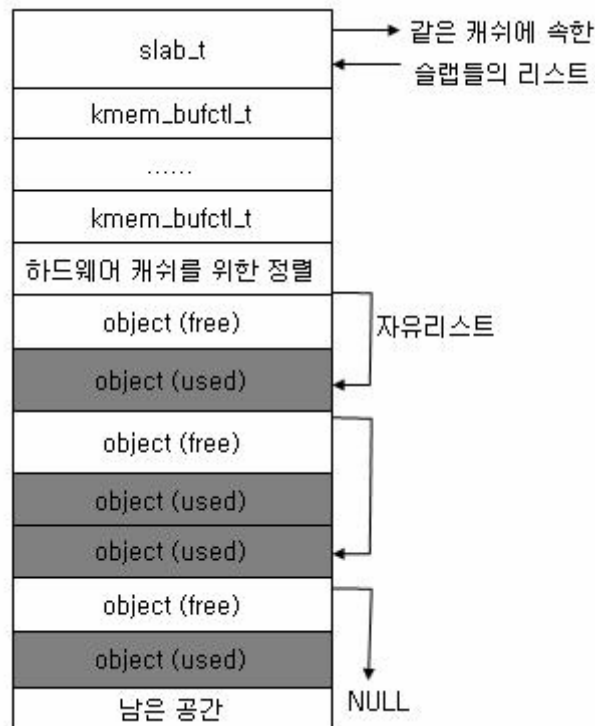 slab_t
같은 캐쉬에 속한
슬랩들의 리스트
kmem_bufctl_t
......
kmem_bufctl_t
하드웨어 캐쉬를 위한 정렬
object (free)
자유리스트
object (used)
object (free)
object (used)
object (used)
object (free)
object (used)
남은 공간
NULL